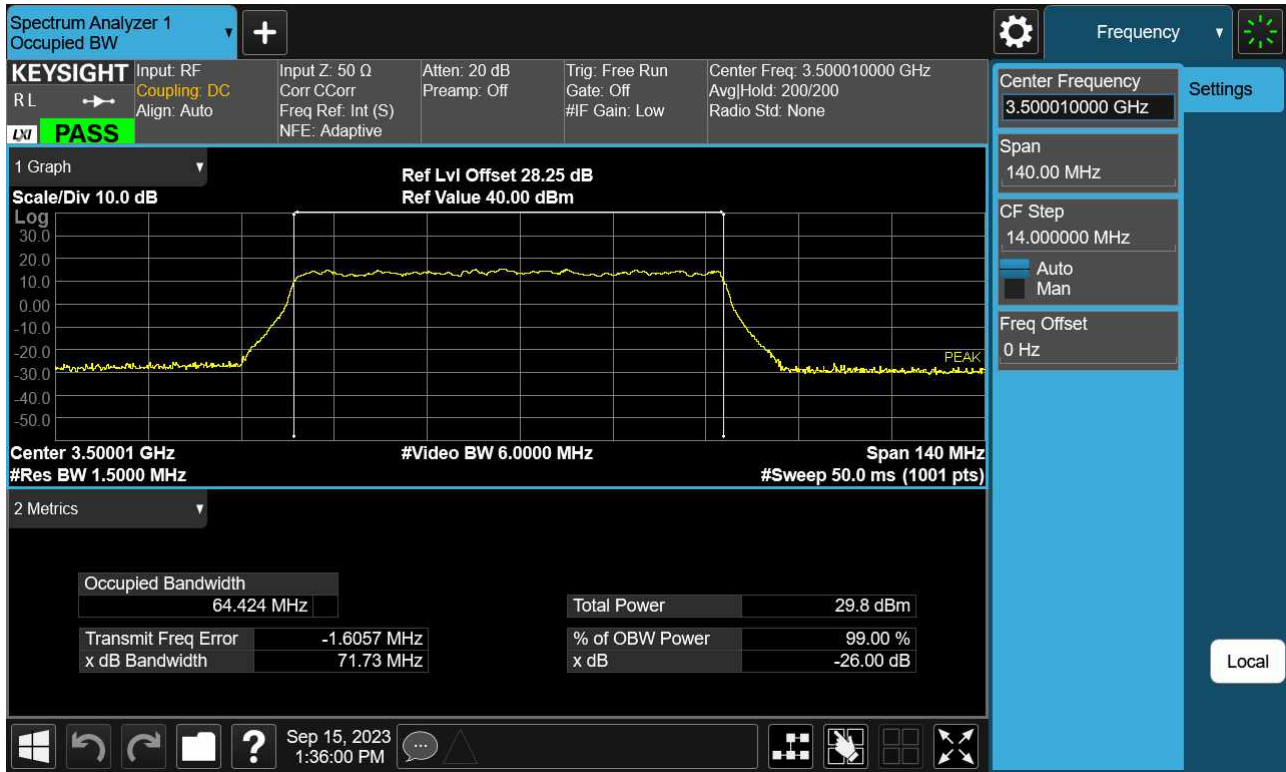 Spectrum Analyzer 1
Occupied BW
Frequency
KEYSIGHT
R L
LXI
PASS
Input: RF
Coupling: DC
Align: Auto
Input Z: 50 Ω
Corr CCorr
Freq Ref: Int (S)
NFE: Adaptive
Atten: 20 dB
Preamp: Off
Trig: Free Run
Gate: Off
#IF Gain: Low
Center Freq: 3.500010000 GHz
Avg|Hold: 200/200
Radio Std: None
Center Frequency
3.500010000 GHz
Settings
Span
140.00 MHz
CF Step
14.000000 MHz
Auto
Man
Freq Offset
0 Hz
Local
1 Graph
Scale/Div 10.0 dB
Ref Lvl Offset 28.25 dB
Ref Value 40.00 dBm
Log
30.0
20.0
10.0
0.00
-10.0
-20.0
-30.0
-40.0
-50.0
PEAK
Center 3.50001 GHz
#Video BW 6.0000 MHz
Span 140 MHz
#Res BW 1.5000 MHz
#Sweep 50.0 ms (1001 pts)
2 Metrics
Occupied Bandwidth
64.424 MHz
Total Power 29.8 dBm
Transmit Freq Error -1.6057 MHz
% of OBW Power 99.00 %
x dB Bandwidth 71.73 MHz
x dB -26.00 dB
?
Sep 15, 2023
1:36:00 PM